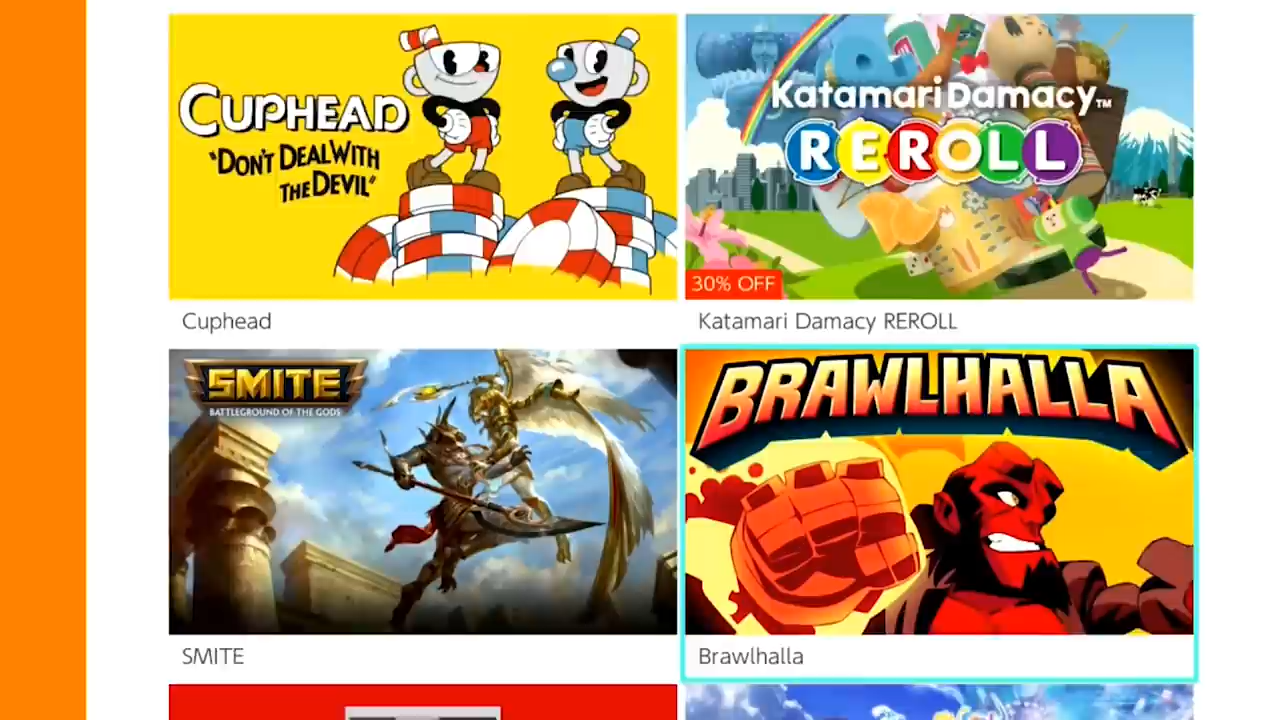 CUPHEAD
"DON'T DEAL WITH
THE DEVIL"
Katamari Damacy™
REROLL
30% OFF
Cuphead
Katamari Damacy REROLL
SMITE
BATTLEGROUND OF THE GODS
BRAWLHALLA
SMITE
Brawlhalla